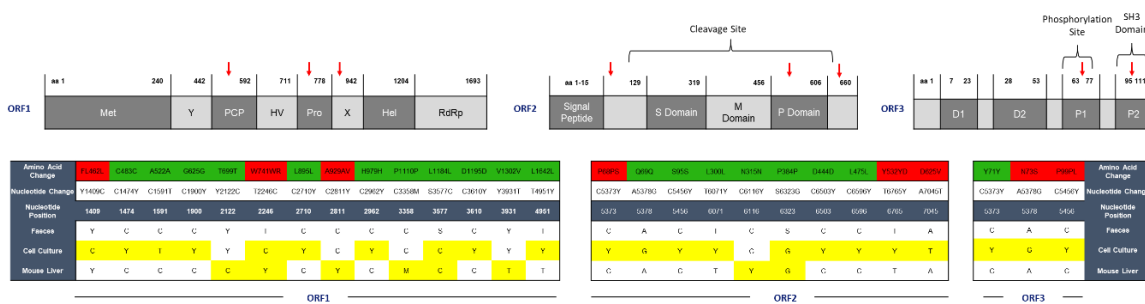 Cleavage Site
Phosphorylation Site
SH3 Domain
aa 1 240 442 592 711 778 942 1204 1693
ORF1 Met Y PCP HV Pro X Hel RdRp
aa 1-15 129 319 456 606 660
ORF2 Signal Peptide S Domain M Domain P Domain
aa 1 7 23 28 53 63 77 95 111
ORF3 D1 D2 P1 P2
Amino Acid Change C483C A522A G625G T699T W741WR L895L A929AV H979H P1110P L1184L D1195D V1302V L1642L
Q69Q S95S L300L N315N P384P D444D L475L Y532YD
Y71Y
Nucleotide Change Y1409C C1474Y C1591T C1900Y Y2122C T2246C C2710Y C2811Y C2962Y C3358M S3577C C3610Y Y3931T T4951Y
C5373Y A5378G C5456Y T6071Y C6116Y S6323G C6503Y C6596Y T6765Y A7045T
C5373Y A5378G C5456Y
Nucleotide Position 1409 1474 1591 1900 2122 2246 2710 2811 2962 3358 3577 3610 3931 4951
5373 5378 5456 6071 6116 6323 6503 6596 6765 7045
5373 5378 5456
Faeces Y C C C Y C C C C S C Y
C A C C S C C A
C A C
Cell Culture C Y T Y Y C Y C Y C C Y Y Y
Y G Y Y C G Y Y Y T
Y G Y
Mouse Liver Y C C C C Y C Y C M C C T T
C A C T Y G C C T A
C A C
ORF1 ORF2 ORF3